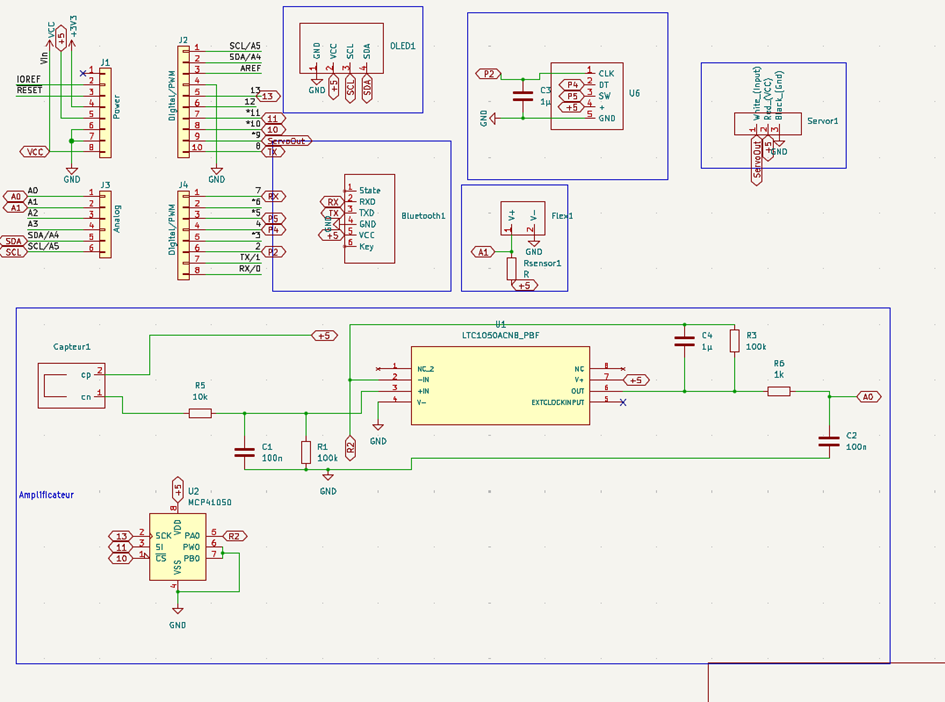 VCC
+5
+3V3
Vin
J1
1
2
3
4
5
6
7
8
IOREF
RESET
Power
VCC
GND
J2
Digital/PWM
1 SCL/A5
2 SDA/A4
3 AREF
4
5 13 13
6 12
7 *11 11
8 *10 10
9 *9 ServoOut
10 8 TX
GND
J3
Analog
A0 A0 1
A1 A1 2
A2 3
A3 4
SDA SDA/A4 5
SCL SCL/A5 6
J4
Digital/PWM
1 7 RX
2 *6
3 *5 P5
4 4 P4
5 *3
6 2 P2
7 TX/1
8 RX/0
OLED1
GND VCC SCL SDA
1 2 3 4
GND +5 SCL SDA
Bluetooth1
1 State
RX 2 RXD
TX 3 TXD
GND 4 GND
+5 5 VCC
6 Key
P2
C3
1µ
GND
1 CLK
P4 2 DT
P5 3 SW
+5 4 +
5 GND
U6
Flex1
V+ V-
1 2
A1
GND
Rsensor1
R
+5
White_(Input)
Red_(VCC)
Black_(Gnd)
Servor1
1 2 3
ServoOut
+5
GND
Amplificateur
Capteur1
cp 2
cn 1
+5
R5
10k
C1
100n
R1
100k
GND
R2
U1
LTC1050ACN8_PBF
1 NC_2
2 -IN
3 +IN
4 V-
NC 8
V+ 7
OUT 6
EXTCLOCKINPUT 5
GND
+5
C4
1µ
R3
100k
R6
1k
A0
C2
100n
+5
U2
MCP41050
8
VDD
13 2 SCK
11 3 SI
10 1 CS
PA0 5 R2
PW0 6
PB0 7
VSS
4
GND